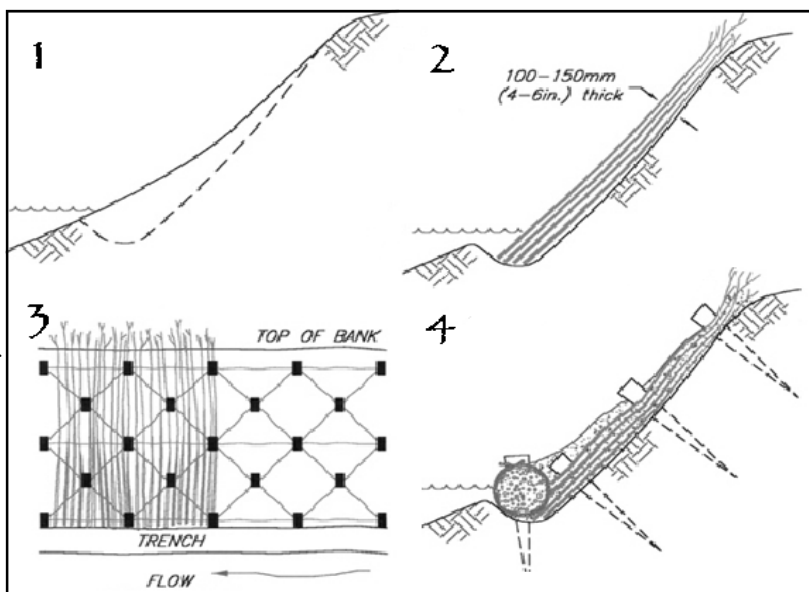 1
2
100-150mm
(4-6in.) thick
3
TOP OF BANK
TRENCH
FLOW
4